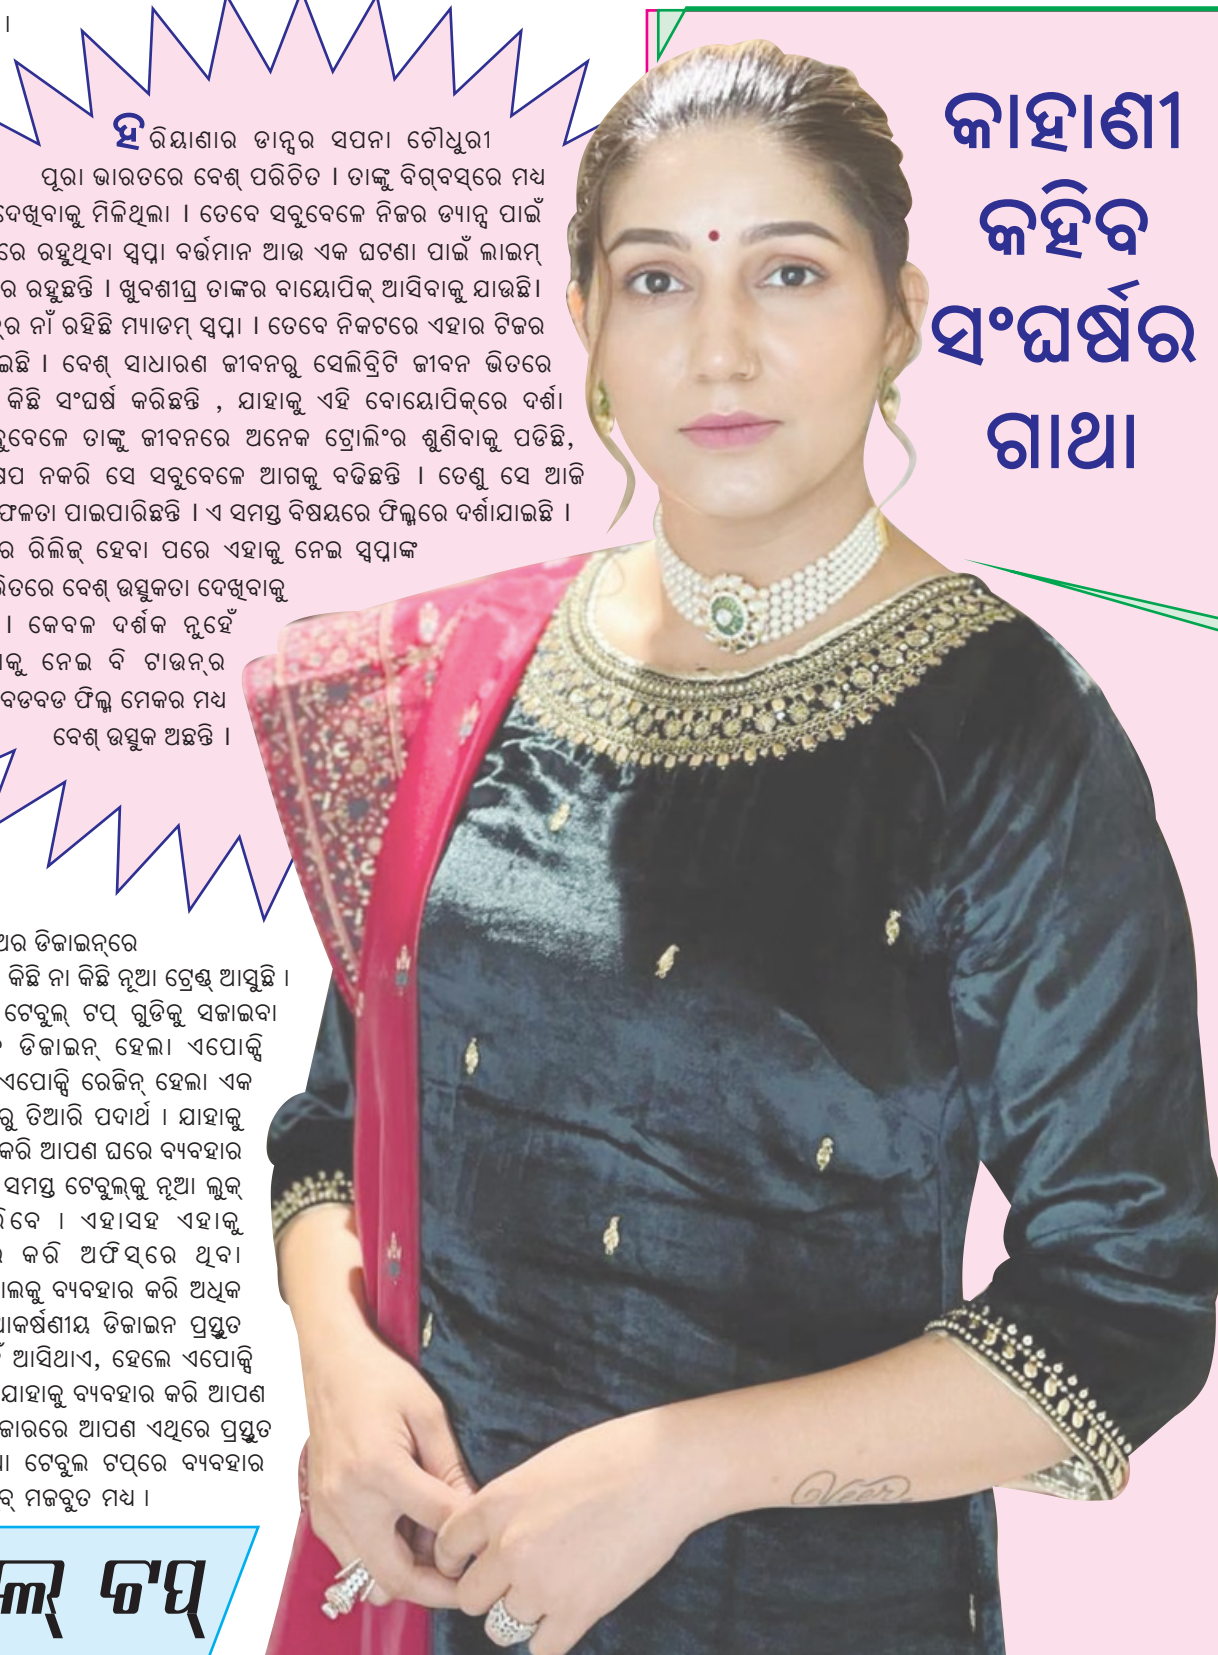 ।
କାହାଣୀ
କହିବ
ସଂଘର୍ଷର
ଗାଥା
ହରିୟାଣାର ଡାନ୍ସର ସପନା ଚୌଧୁରୀ
ପୂରା ଭାରତରେ ବେଶ୍ ପରିଚିତ । ତାଙ୍କୁ ବିଗ୍‌ବସ୍‌ରେ ମଧ୍ୟ
ଦେଖିବାକୁ ମିଳିଥିଲା । ତେବେ ସବୁବେଳେ ନିଜର ଡ୍ୟାନ୍ସ ପାଇଁ
ରେ ରହୁଥିବା ସ୍ୱପ୍ନା ବର୍ତ୍ତମାନ ଆଉ ଏକ ଘଟଣା ପାଇଁ ଲାଇମ୍
ର ରହୁଛନ୍ତି । ଖୁବଶୀଘ୍ର ତାଙ୍କର ବାୟୋପିକ୍ ଆସିବାକୁ ଯାଉଛି।
ର ନାଁ ରହିଛି ମ୍ୟାଡମ୍ ସ୍ୱପ୍ନା । ତେବେ ନିକଟରେ ଏହାର ଟିଜର
ଇଛି । ବେଶ୍ ସାଧାରଣ ଜୀବନରୁ ସେଲିବ୍ରିଟି ଜୀବନ ଭିତରେ
କିଛି ସଂଘର୍ଷ କରିଛନ୍ତି , ଯାହାକୁ ଏହି ବୋୟୋପିକ୍‌ରେ ଦର୍ଶା
ବୁବେଳେ ତାଙ୍କୁ ଜୀବନରେ ଅନେକ ଟ୍ରୋଲିଂର ଶୁଣିବାକୁ ପଡିଛି,
ଷପ ନକରି ସେ ସବୁବେଳେ ଆଗକୁ ବଢିଛନ୍ତି । ତେଣୁ ସେ ଆଜି
ଫଳତା ପାଇପାରିଛନ୍ତି । ଏ ସମସ୍ତ ବିଷୟରେ ଫିଲ୍ମରେ ଦର୍ଶାଯାଇଛି ।
ର ରିଲିଜ୍ ହେବା ପରେ ଏହାକୁ ନେଇ ସ୍ୱପ୍ନାଙ୍କ
ଭିତରେ ବେଶ୍ ଉତ୍ସୁକତା ଦେଖିବାକୁ
। କେବଳ ଦର୍ଶକ ନୁହେଁ
କୁ ନେଇ ବି ଟାଉନ୍‌ର
ବଡବଡ ଫିଲ୍ମ ମେକର ମଧ୍ୟ
ବେଶ୍ ଉତ୍ସୁକ ଅଛନ୍ତି ।
ଅର ଡିଜାଇନ୍‌ରେ
କିଛି ନା କିଛି ନୂଆ ଟ୍ରେଣ୍ଡ ଆସୁଛି ।
ଟେବୁଲ୍ ଟପ୍ ଗୁଡିକୁ ସଜାଇବା
ଡିଜାଇନ୍ ହେଲା ଏପୋକ୍ସି
ଏପୋକ୍ସି ରେଜିନ୍ ହେଲା ଏକ
ରୁ ତିଆରି ପଦାର୍ଥ । ଯାହାକୁ
କରି ଆପଣ ଘରେ ବ୍ୟବହାର
ସମସ୍ତ ଟେବୁଲ୍‌କୁ ନୂଆ ଲୁକ୍
ରିବେ । ଏହାସହ ଏହାକୁ
କରି ଅଫିସ୍‌ରେ ଥିବା
ାଲକୁ ବ୍ୟବହାର କରି ଅଧିକ
ଆକର୍ଷଣୀୟ ଡିଜାଇନ ପ୍ରସ୍ତୁତ
ଆସିଥାଏ, ହେଲେ ଏପୋକ୍ସି
ଯାହାକୁ ବ୍ୟବହାର କରି ଆପଣ
ଜାରରେ ଆପଣ ଏଥିରେ ପ୍ରସ୍ତୁତ
ଟେବୁଲ ଟପ୍‌ରେ ବ୍ୟବହାର
ବ୍ ମଜବୁତ ମଧ୍ୟ ।
ଲ୍ ଟପ୍
Veer